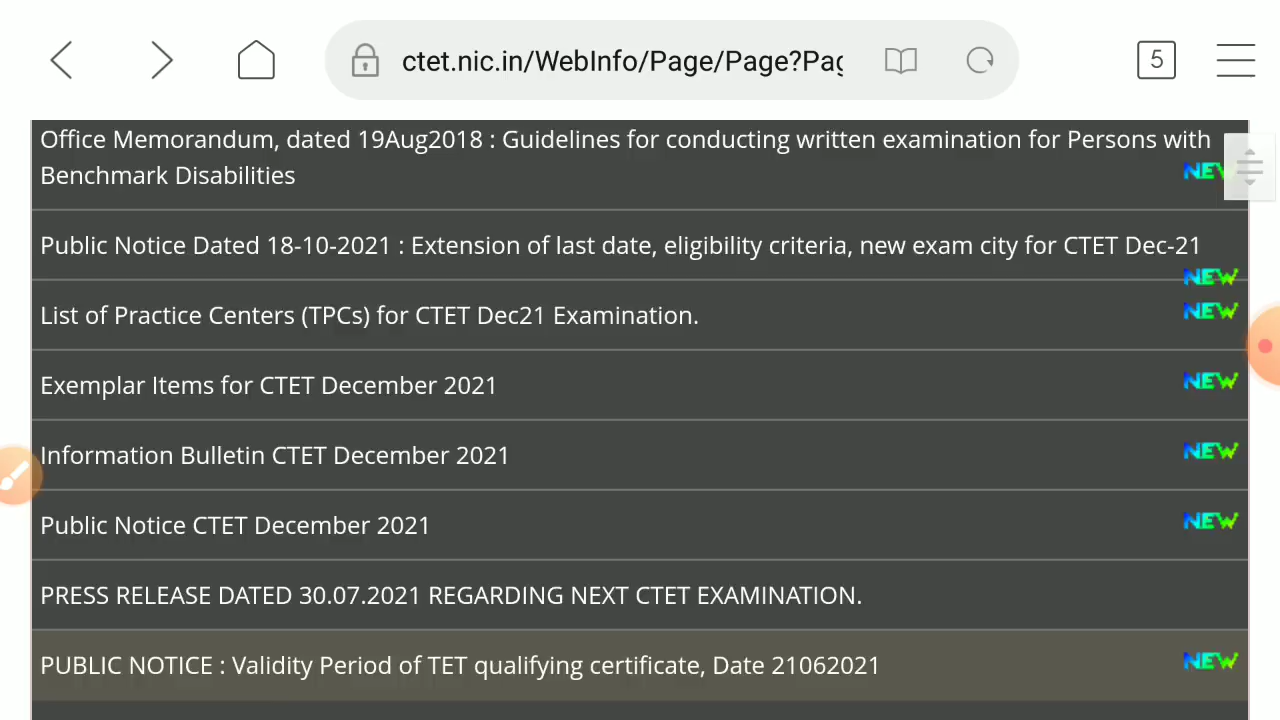 ctet.nic.in/WebInfo/Page/Page?Pag
5
Office Memorandum, dated 19Aug2018 : Guidelines for conducting written examination for Persons with
Benchmark Disabilities
NEW
Public Notice Dated 18-10-2021 : Extension of last date, eligibility criteria, new exam city for CTET Dec-21
NEW
List of Practice Centers (TPCs) for CTET Dec21 Examination.
NEW
Exemplar Items for CTET December 2021
NEW
Information Bulletin CTET December 2021
NEW
Public Notice CTET December 2021
NEW
PRESS RELEASE DATED 30.07.2021 REGARDING NEXT CTET EXAMINATION.
PUBLIC NOTICE : Validity Period of TET qualifying certificate, Date 21062021
NEW